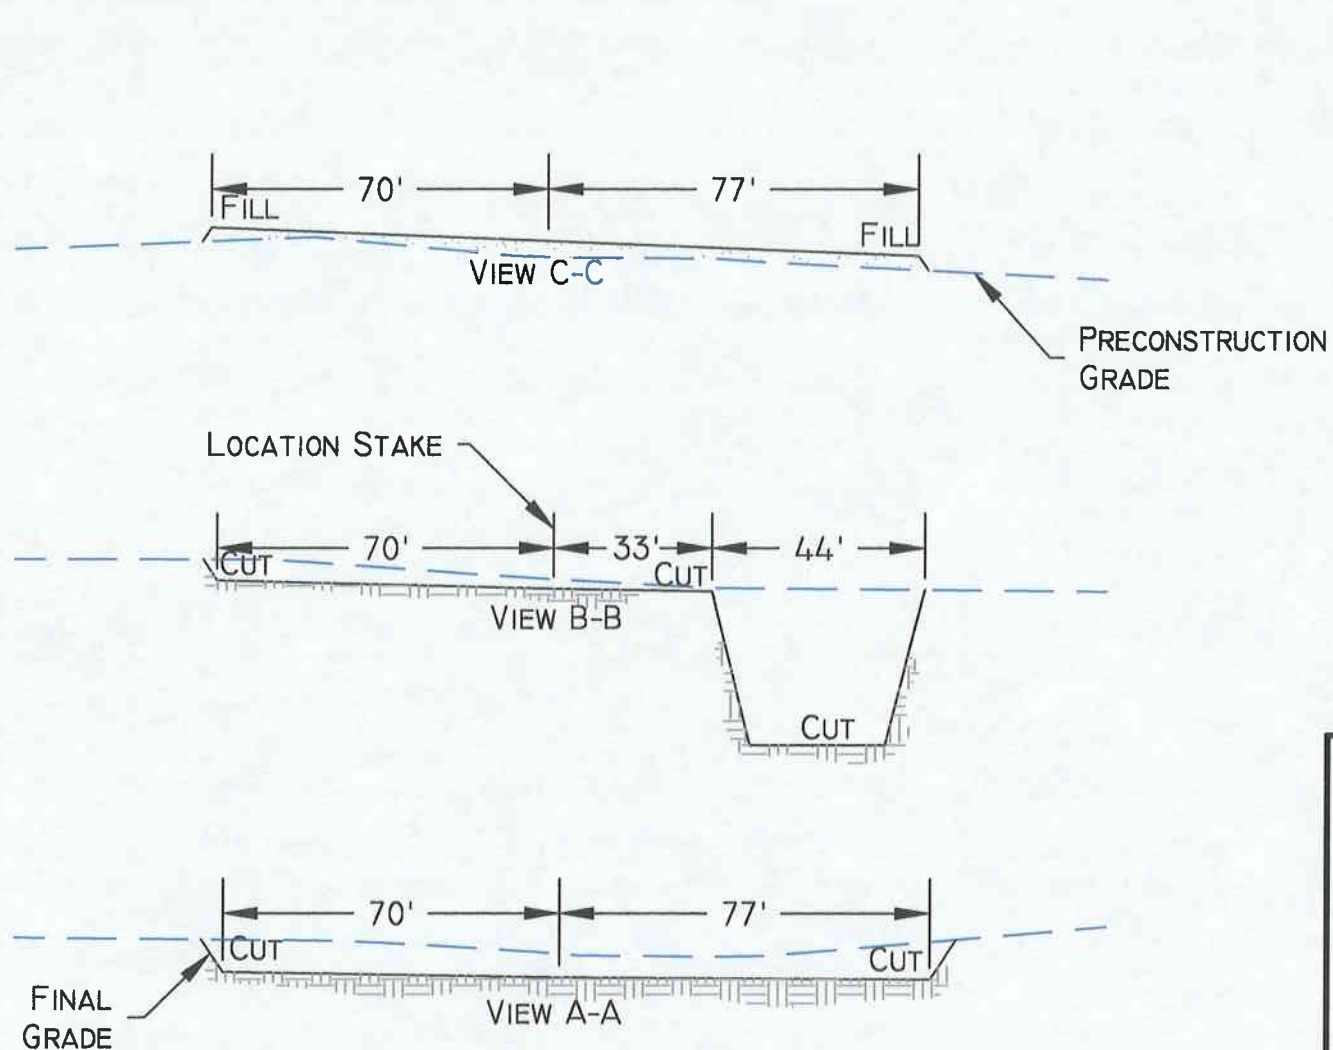 70' 77'
FILL
FILL
VIEW C-C
PRECONSTRUCTION
GRADE
LOCATION STAKE
70' 33' 44'
CUT
CUT
VIEW B-B
CUT
70' 77'
CUT
CUT
VIEW A-A
FINAL
GRADE